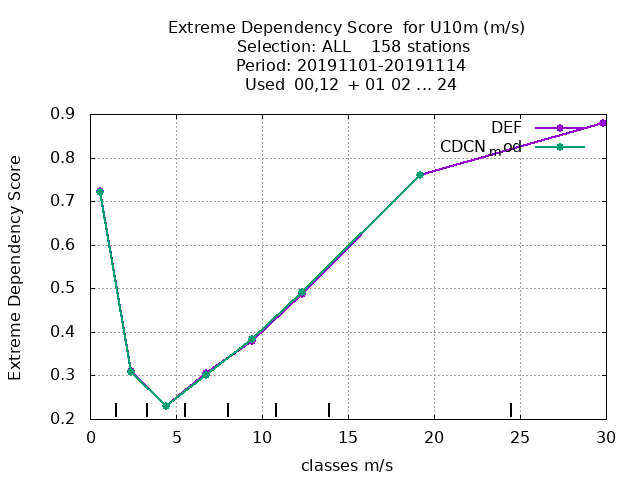 Extreme Dependency Score  for U10m (m/s)
Selection: ALL    158 stations
Period: 20191101-20191114
Used  00,12  + 01 02 ... 24
Extreme Dependency Score
0.9
0.8
0.7
0.6
0.5
0.4
0.3
0.2
DEF
CDCN_mod
0 5 10 15 20 25 30
classes m/s